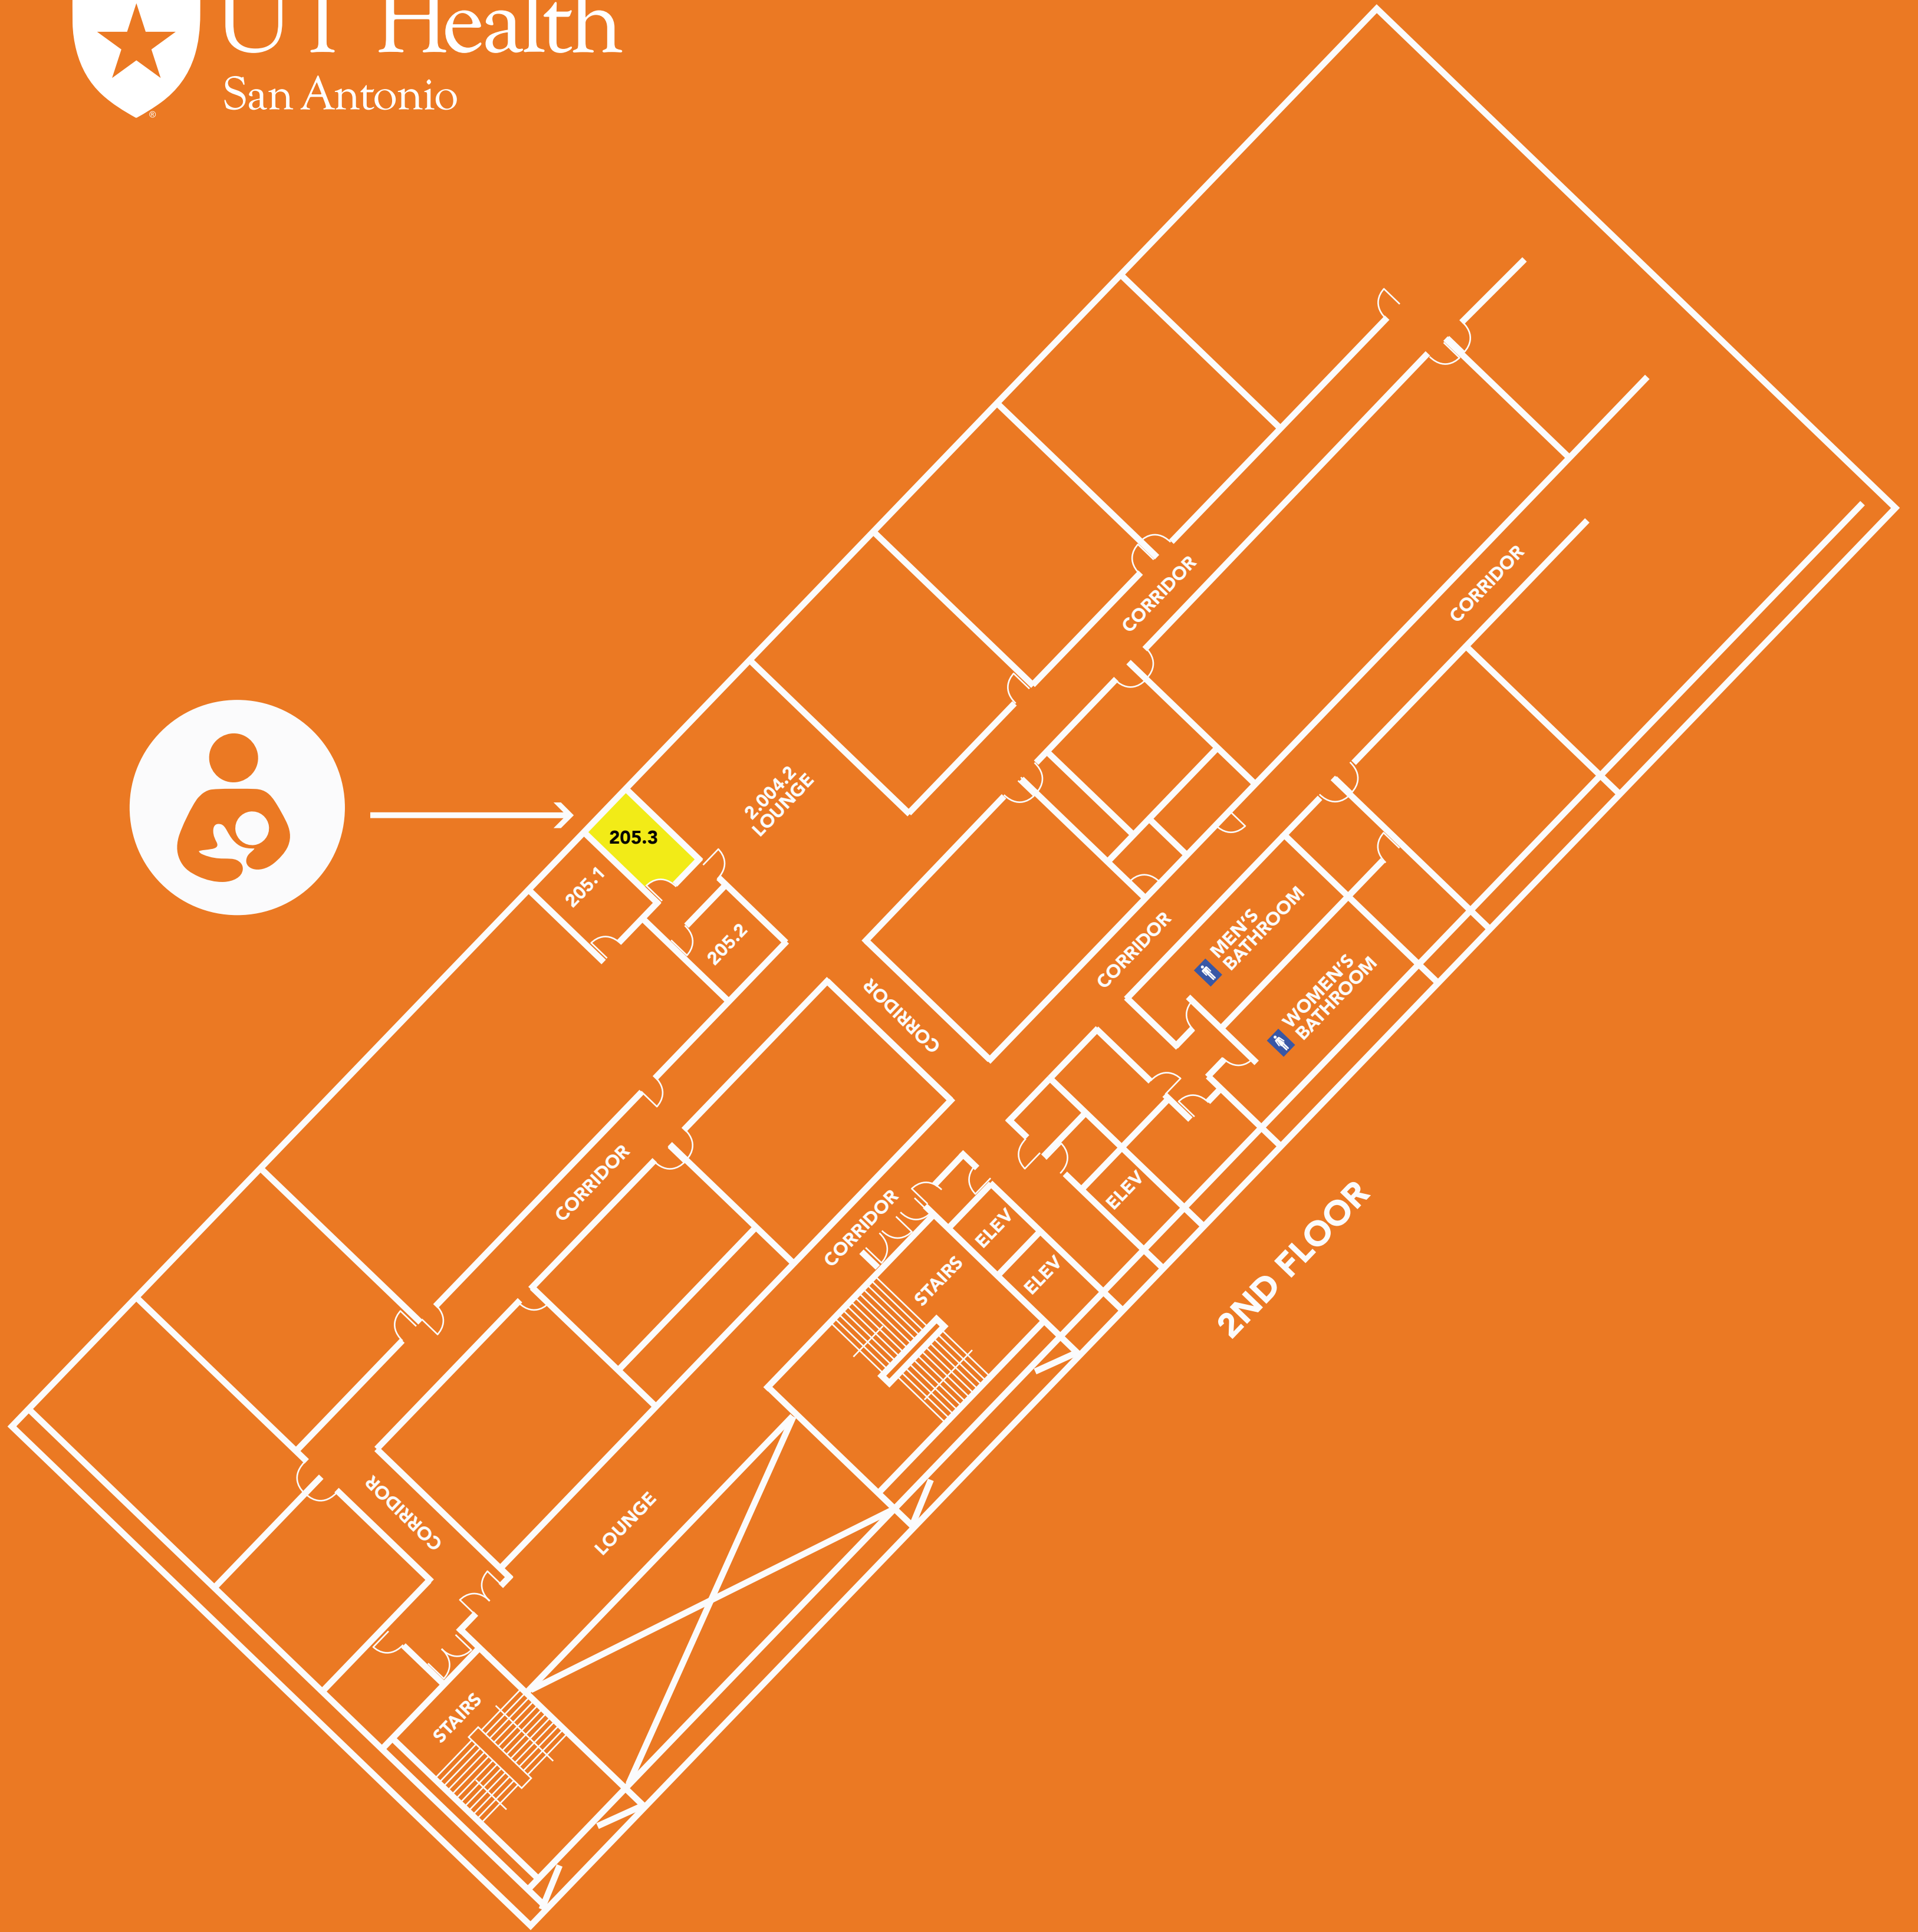 UT Health
San Antonio
®
CORRIDOR
CORRIDOR
2.004.2
LOUNGE
205.3
205.1
205.2
MEN'S
BATHROOM
CORRIDOR
WOMEN'S
BATHROOM
CORRIDOR
CORRIDOR
ELEV
CORRIDOR
ELEV
ELEV
STAIRS
2ND FLOOR
CORRIDOR
LOUNGE
STAIRS